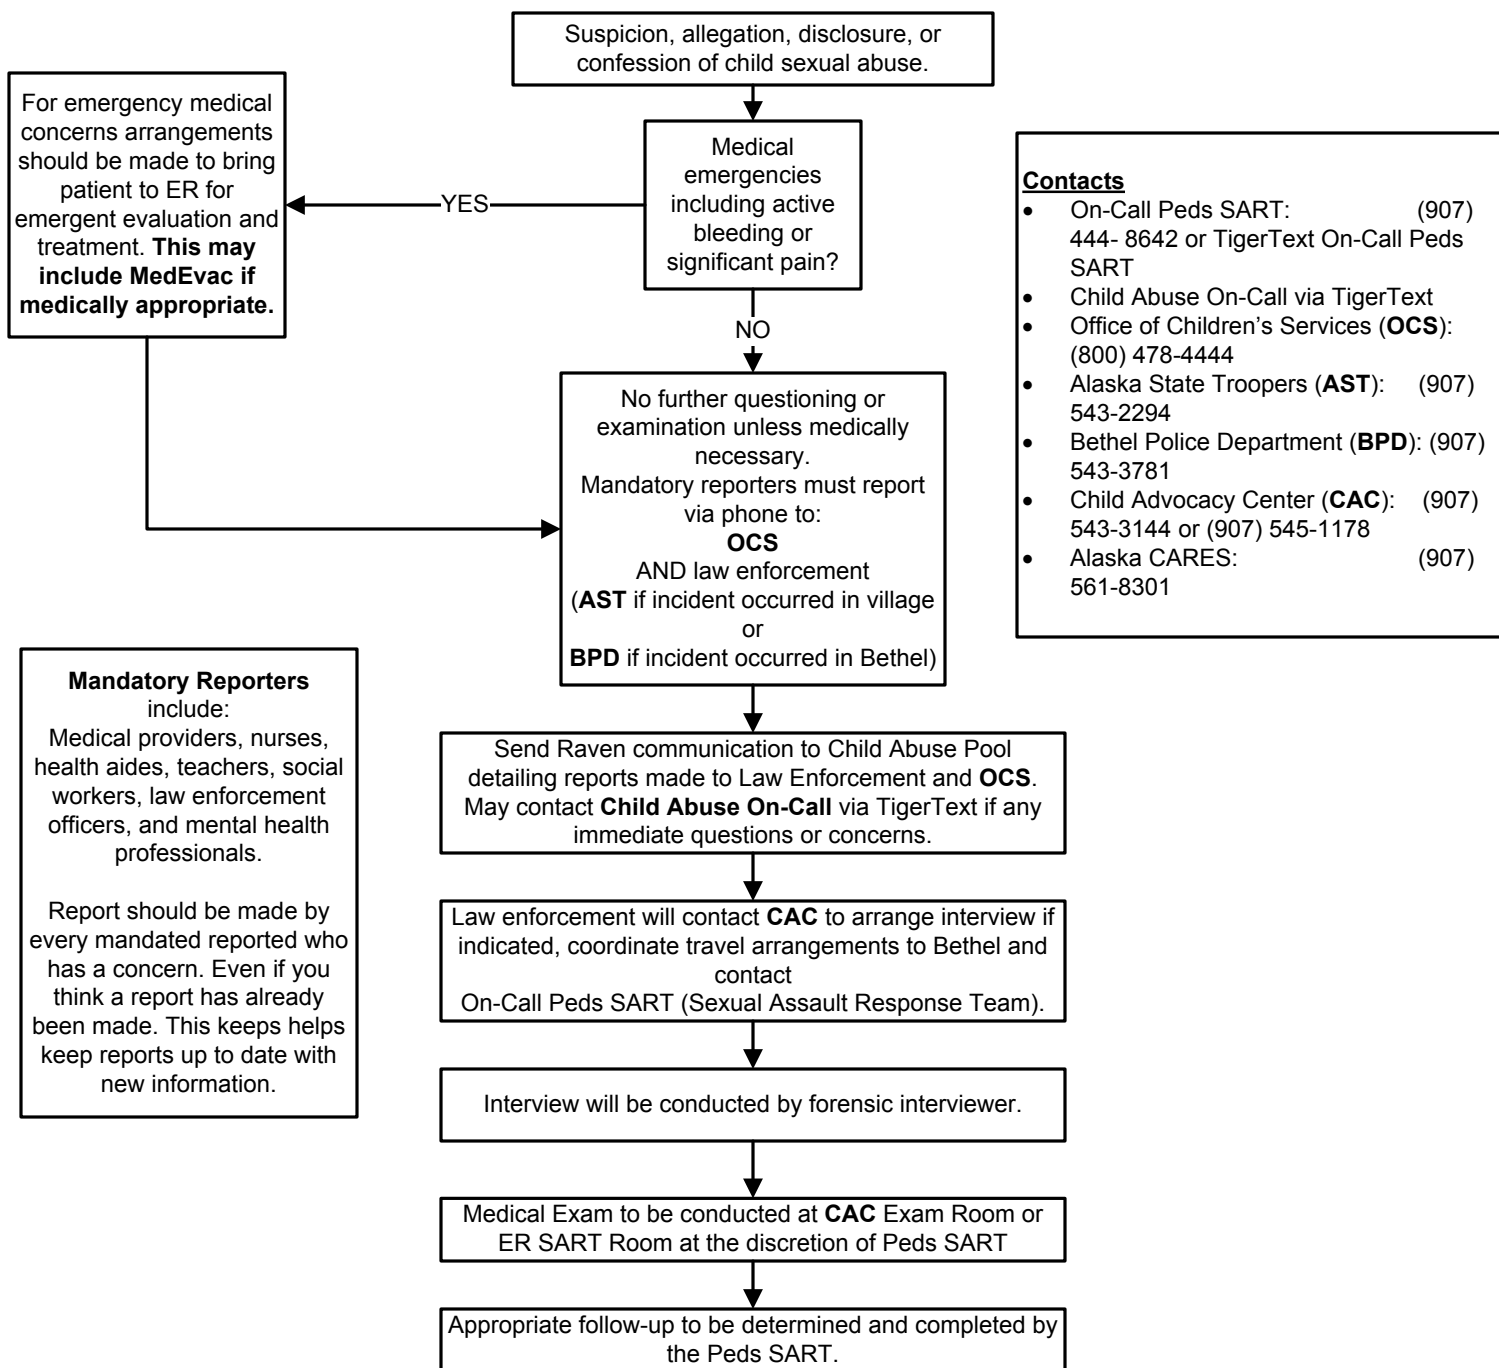 Suspicion, allegation, disclosure, or
confession of child sexual abuse.
For emergency medical
concerns arrangements
should be made to bring
patient to ER for
emergent evaluation and
treatment. This may
include MedEvac if
medically appropriate.
YES
Medical
emergencies
including active
bleeding or
significant pain?
NO
Contacts
• On-Call Peds SART: (907)
444- 8642 or TigerText On-Call Peds
SART
• Child Abuse On-Call via TigerText
• Office of Children’s Services (OCS):
(800) 478-4444
• Alaska State Troopers (AST): (907)
543-2294
• Bethel Police Department (BPD): (907)
543-3781
• Child Advocacy Center (CAC): (907)
543-3144 or (907) 545-1178
• Alaska CARES: (907)
561-8301
No further questioning or
examination unless medically
necessary.
Mandatory reporters must report
via phone to:
OCS
AND law enforcement
(AST if incident occurred in village
or
BPD if incident occurred in Bethel)
Mandatory Reporters
include:
Medical providers, nurses,
health aides, teachers, social
workers, law enforcement
officers, and mental health
professionals.
Report should be made by
every mandated reported who
has a concern. Even if you
think a report has already
been made. This keeps helps
keep reports up to date with
new information.
Send Raven communication to Child Abuse Pool
detailing reports made to Law Enforcement and OCS.
May contact Child Abuse On-Call via TigerText if any
immediate questions or concerns.
Law enforcement will contact CAC to arrange interview if
indicated, coordinate travel arrangements to Bethel and
contact
On-Call Peds SART (Sexual Assault Response Team).
Interview will be conducted by forensic interviewer.
Medical Exam to be conducted at CAC Exam Room or
ER SART Room at the discretion of Peds SART
Appropriate follow-up to be determined and completed by
the Peds SART.